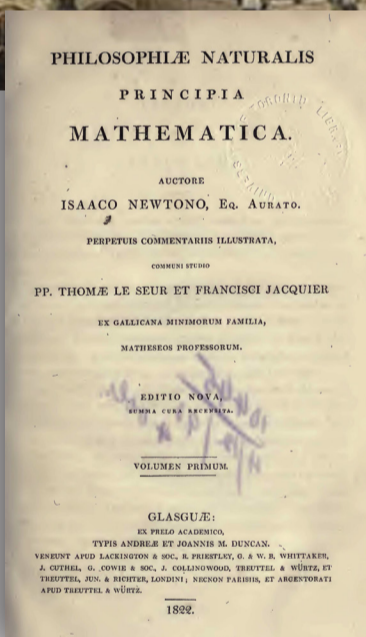 PHILOSOPHIÆ NATURALIS
PRINCIPIA
MATHEMATICA.
AUCTORE
ISAACO NEWTONO, EQ. AURATO.
PERPETUIS COMMENTARIIS ILLUSTRATA,
COMMUNI STUDIO
PP. THOMÆ LE SEUR ET FRANCISCI JACQUIER
EX GALLICANA MINIMORUM FAMILIA,
MATHESEOS PROFESSORUM.
EDITIO NOVA,
SUMMA CURA RECENSITA.
VOLUMEN PRIMUM.
GLASGUÆ:
EX PRELO ACADEMICO,
TYPIS ANDREÆ ET JOANNIS M. DUNCAN.
VENEUNT APUD LACKINGTON & SOC., R. PRIESTLEY, G. & W. B. WHITTAKER,
J. CUTHEL, G. COWIE & SOC., J. COLLINGWOOD, TREUTTEL & WÜRTZ, ET
TREUTTEL, JUN. & RICHTER, LONDINI; NECNON PARISIIS, ET ARGENTORATI
APUD TREUTTEL & WÜRTZ.
1822.